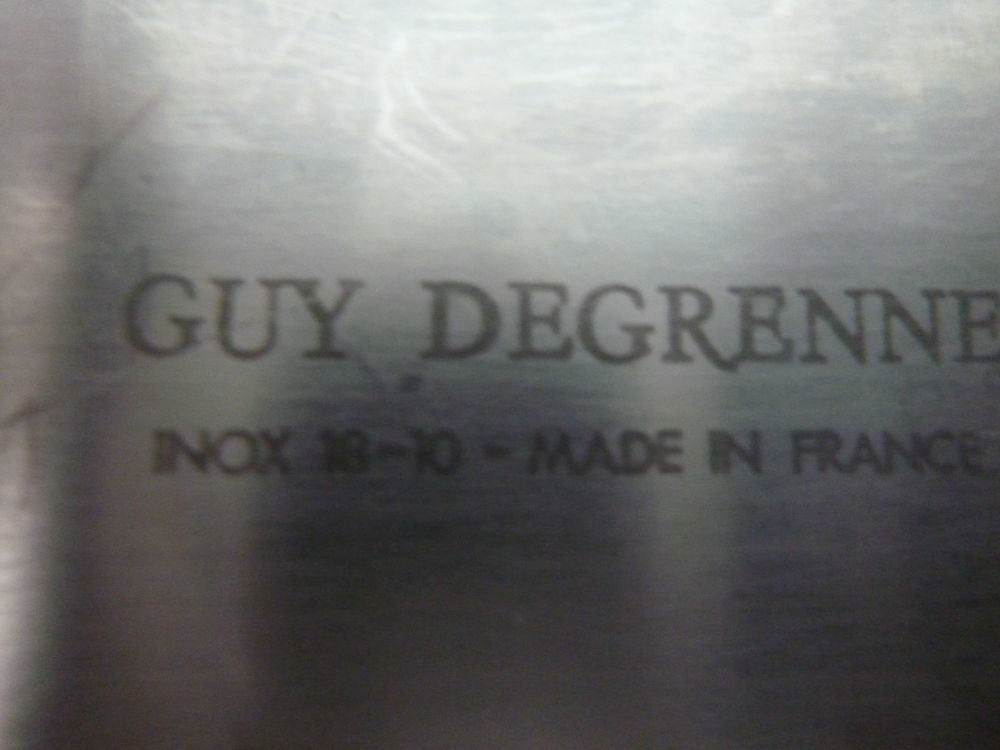 GUY DEGRENNE
INOX 18-10 - MADE IN FRANCE